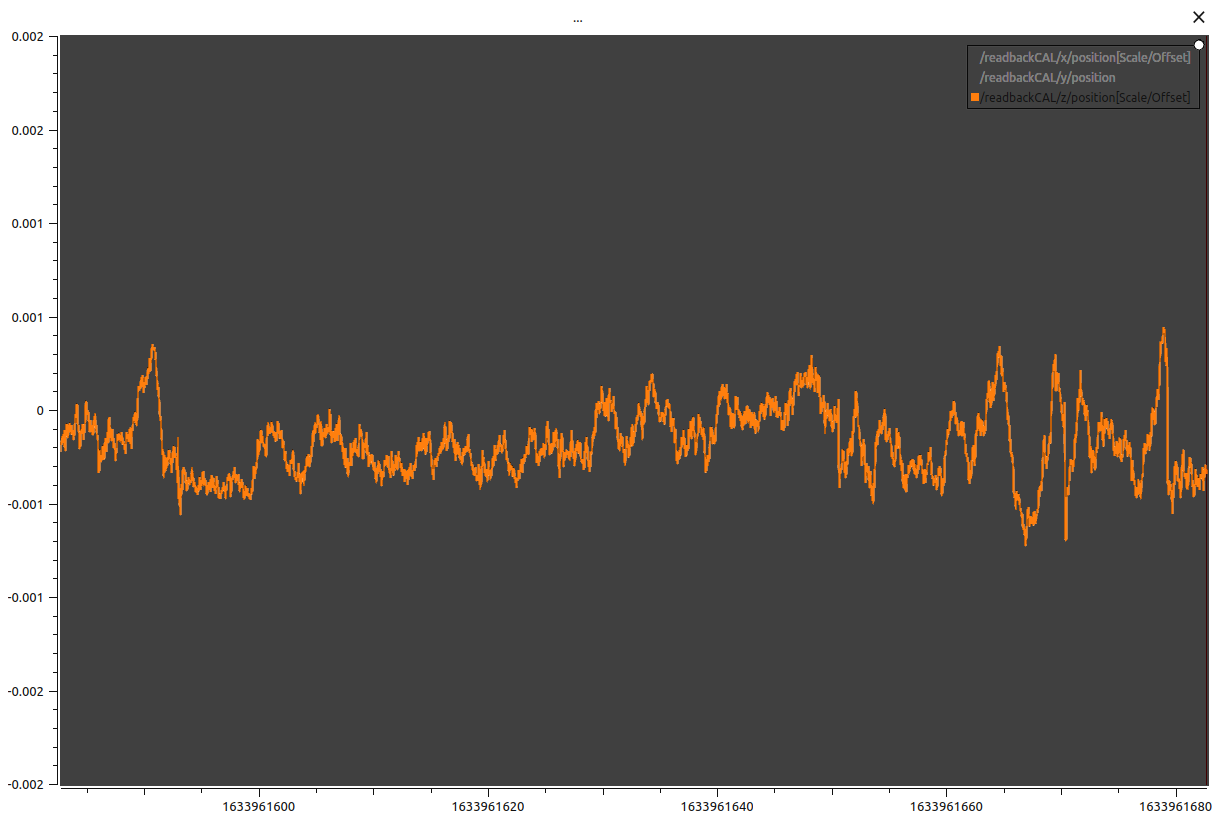 ...
0.002
/readbackCAL/x/position[Scale/Offset]
/readbackCAL/y/position
/readbackCAL/z/position[Scale/Offset]
0.002
0.001
0.001
0
-0.001
-0.001
-0.002
-0.002
1633961600 1633961620 1633961640 1633961660 1633961680